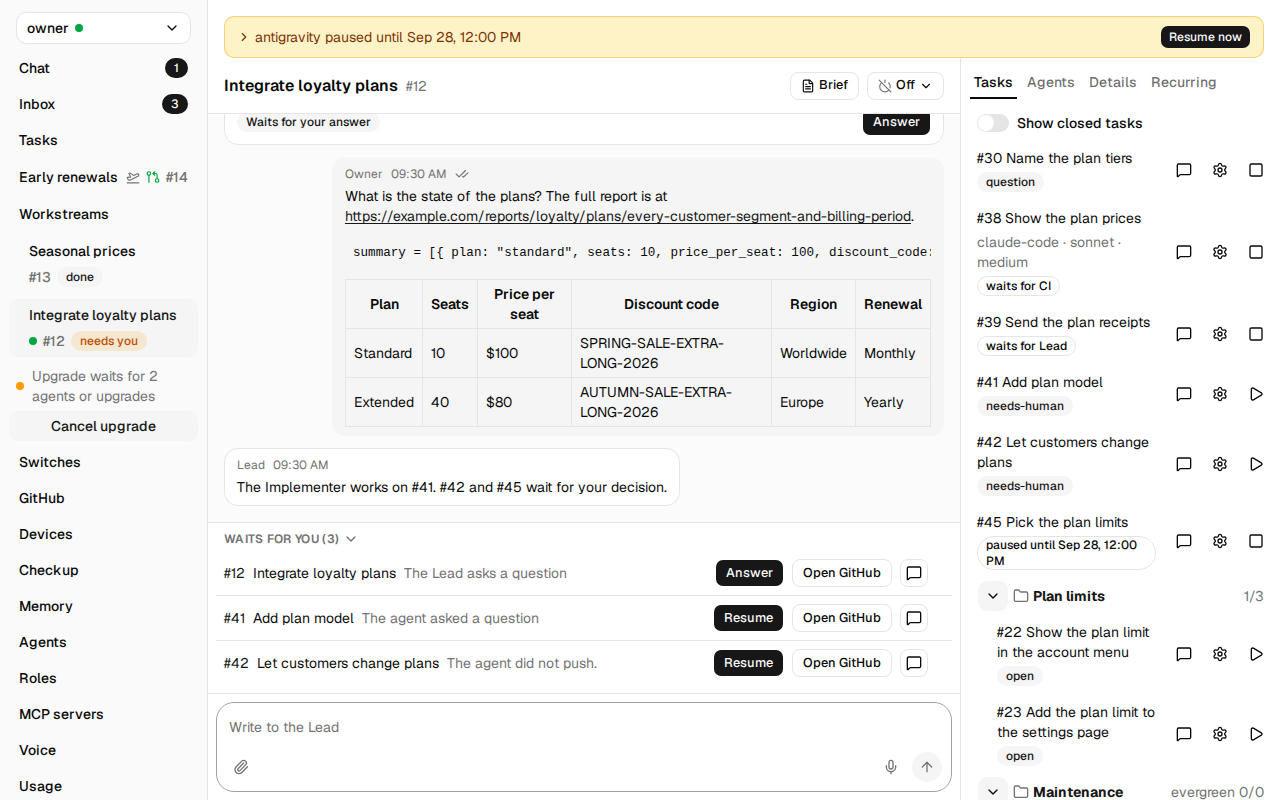 owner
Chat 1
Inbox 3
Tasks
Early renewals #14
Workstreams
Seasonal prices
#13 done
Integrate loyalty plans
#12 needs you
Upgrade waits for 2
agents or upgrades
Cancel upgrade
Switches
GitHub
Devices
Checkup
Memory
Agents
Roles
MCP servers
Voice
Usage
antigravity paused until Sep 28, 12:00 PM
Resume now
Integrate loyalty plans #12
Brief
Off
Waits for your answer
Answer
Owner 09:30 AM
What is the state of the plans? The full report is at
https://example.com/reports/loyalty/plans/every-customer-segment-and-billing-period.
summary = [{ plan: "standard", seats: 10, price_per_seat: 100, discount_code:
Plan Seats Price per seat Discount code Region Renewal
Standard 10 $100 SPRING-SALE-EXTRA-LONG-2026 Worldwide Monthly
Extended 40 $80 AUTUMN-SALE-EXTRA-LONG-2026 Europe Yearly
Lead 09:30 AM
The Implementer works on #41. #42 and #45 wait for your decision.
WAITS FOR YOU (3)
#12 Integrate loyalty plans The Lead asks a question Answer Open GitHub
#41 Add plan model The agent asked a question Resume Open GitHub
#42 Let customers change plans The agent did not push. Resume Open GitHub
Write to the Lead
Tasks Agents Details Recurring
Show closed tasks
#30 Name the plan tiers
question
#38 Show the plan prices
claude-code · sonnet ·
medium
waits for CI
#39 Send the plan receipts
waits for Lead
#41 Add plan model
needs-human
#42 Let customers change
plans
needs-human
#45 Pick the plan limits
paused until Sep 28, 12:00
PM
Plan limits 1/3
#22 Show the plan limit
in the account menu
open
#23 Add the plan limit to
the settings page
open
Maintenance evergreen 0/0